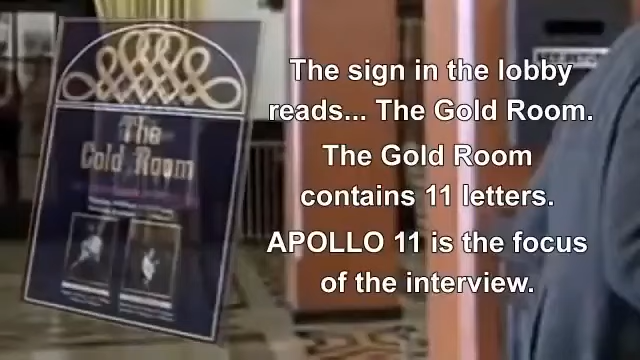 The
Gold Room
The sign in the lobby
reads... The Gold Room.
The Gold Room
contains 11 letters.
APOLLO 11 is the focus
of the interview.